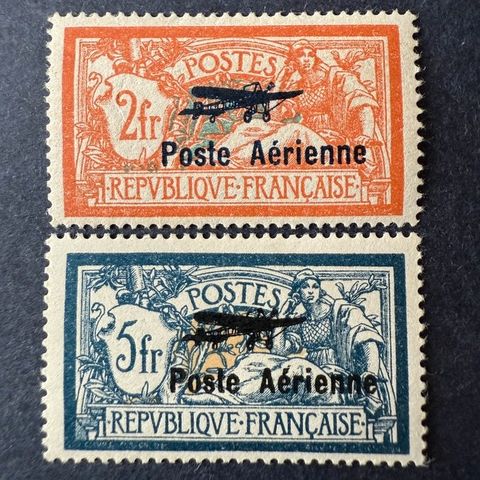 POSTES
2fr
Poste Aérienne
REPVBLIQVE·FRANÇAISE
POSTES
5fr
Poste Aérienne
REPVBLIQVE·FRANÇAISE